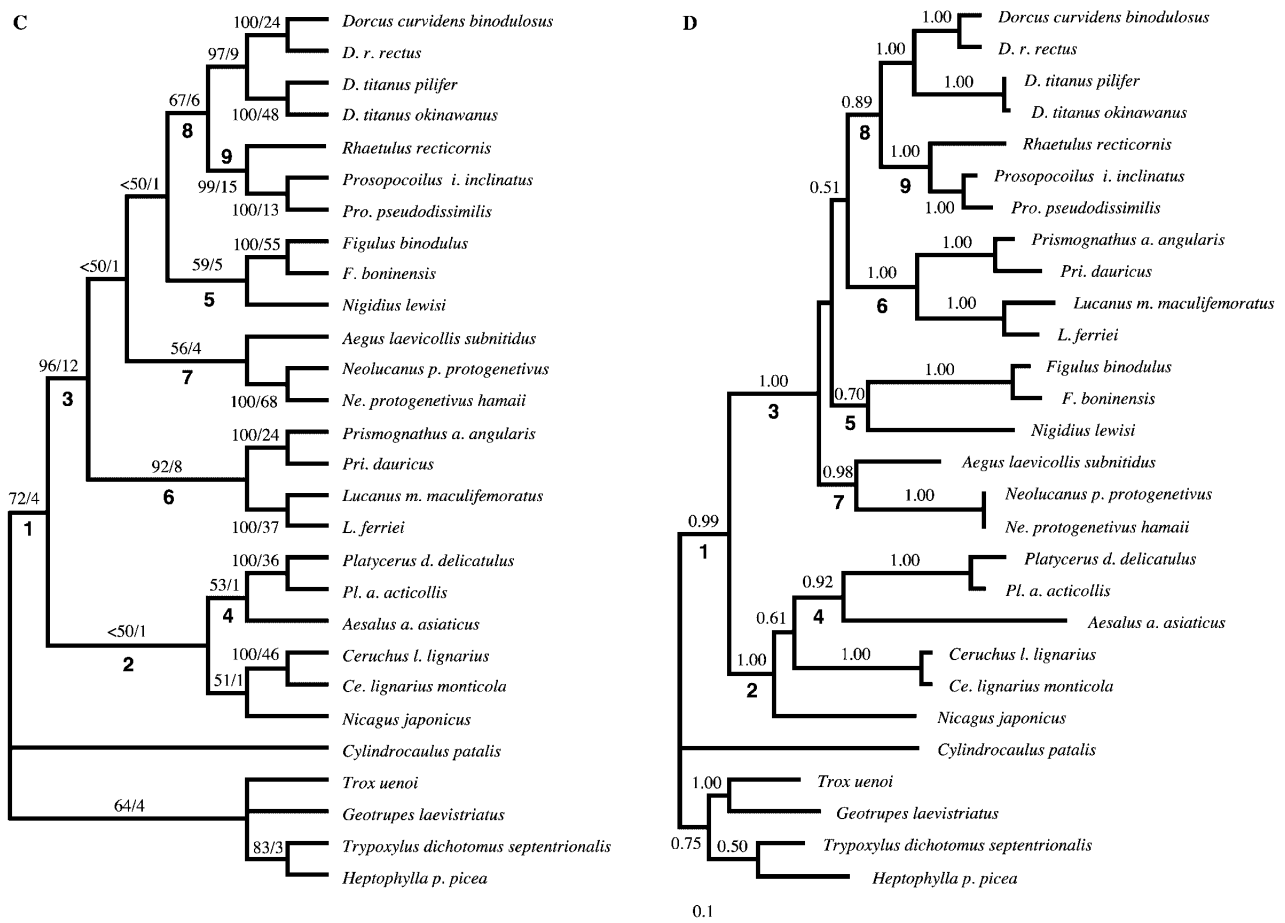 C
100/24
Dorcus curvidens binodulosus
97/9
D. r. rectus
D. titanus pilifer
67/6
100/48
D. titanus okinawanus
8
9
Rhaetulus recticornis
<50/1
99/15
Prosopocoilus i. inclinatus
100/13
Pro. pseudodissimilis
100/55
Figulus binodulus
<50/1
59/5
F. boninensis
5
Nigidius lewisi
Aegus laevicollis subnitidus
56/4
96/12
7
Neolucanus p. protogenetivus
3
100/68
Ne. protogenetivus hamaii
100/24
Prismognathus a. angularis
92/8
Pri. dauricus
6
Lucanus m. maculifemoratus
72/4
1
100/37
L. ferriei
100/36
Platycerus d. delicatulus
53/1
Pl. a. acticollis
4
Aesalus a. asiaticus
<50/1
2
100/46
Ceruchus l. lignarius
51/1
Ce. lignarius monticola
Nicagus japonicus
Cylindrocaulus patalis
Trox uenoi
64/4
Geotrupes laevistriatus
83/3
Trypoxylus dichotomus septentrionalis
Heptophylla p. picea
D
1.00
Dorcus curvidens binodulosus
1.00
D. r. rectus
1.00
D. titanus pilifer
0.89
D. titanus okinawanus
8
1.00
Rhaetulus recticornis
9
Prosopocoilus i. inclinatus
0.51
1.00
Pro. pseudodissimilis
1.00
Prismognathus a. angularis
1.00
Pri. dauricus
6
1.00
Lucanus m. maculifemoratus
L. ferriei
1.00
Figulus binodulus
1.00
0.70
F. boninensis
3
5
Nigidius lewisi
0.98
Aegus laevicollis subnitidus
7
1.00
Neolucanus p. protogenetivus
0.99
Ne. protogenetivus hamaii
1
1.00
Platycerus d. delicatulus
0.92
Pl. a. acticollis
0.61
4
Aesalus a. asiaticus
1.00
1.00
Ceruchus l. lignarius
2
Ce. lignarius monticola
Nicagus japonicus
Cylindrocaulus patalis
1.00
Trox uenoi
Geotrupes laevistriatus
0.75
0.50
Trypoxylus dichotomus septentrionalis
Heptophylla p. picea
0.1